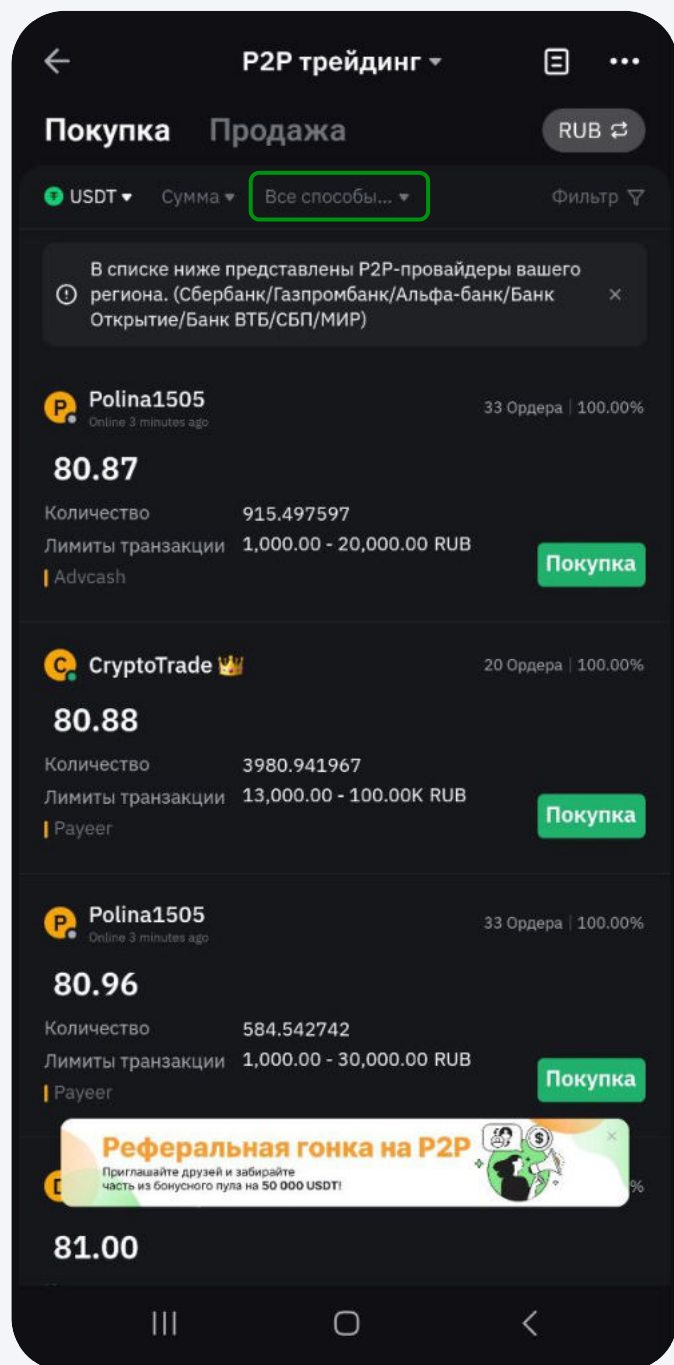 P2P трейдинг
Покупка Продажа RUB
USDT Сумма Все способы... Фильтр
В списке ниже представлены P2P-провайдеры вашего
региона. (Сбербанк/Газпромбанк/Альфа-банк/Банк
Открытие/Банк ВТБ/СБП/МИР)
P Polina1505 33 Ордера | 100.00%
Online 3 minutes ago
80.87
Количество 915.497597
Лимиты транзакции 1,000.00 - 20,000.00 RUB
Покупка
Advcash
C CryptoTrade 20 Ордера | 100.00%
80.88
Количество 3980.941967
Лимиты транзакции 13,000.00 - 100.00K RUB
Покупка
Payeer
P Polina1505 33 Ордера | 100.00%
Online 3 minutes ago
80.96
Количество 584.542742
Лимиты транзакции 1,000.00 - 30,000.00 RUB
Покупка
Payeer
Реферальная гонка на P2P
Приглашайте друзей и забирайте
часть из бонусного пула на 50 000 USDT!
%
81.00